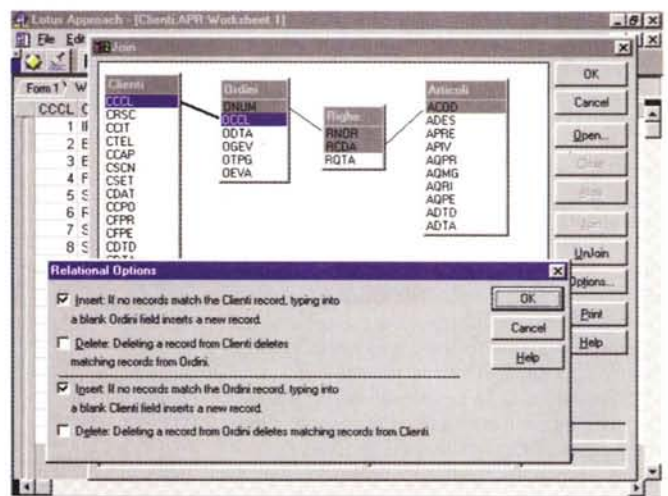 Lotus Approach - [Clienti.APR:Worksheet 1]
File Edit
Join
Form 1 W
CCCL C
1
2
3
4
5
6
7
8
Clienti
CCCL
CRSC
CCIT
CTEL
CCAP
CSCN
CSET
CDAT
CCPO
CFPR
CFPE
CDTD
CDTA
Ordini
ONUM
OCCL
ODTA
OGEV
OTPG
OEVA
Righe
RNOR
RCDA
RQTA
Articoli
ACOD
ADES
APRE
APIV
AQPR
AQMG
AQRI
AQPE
ADTD
ADTA
OK
Cancel
Open...
UnJoin
Options...
Print
Help
Relational Options
Insert: If no records match the Clienti record, typing into
a blank Ordini field inserts a new record.
Delete: Deleting a record from Clienti deletes
matching records from Ordini.
Insert: If no records match the Ordini record, typing into
a blank Clienti field inserts a new record.
Delete: Deleting a record from Ordini deletes matching records from Clienti.
OK
Cancel
Help